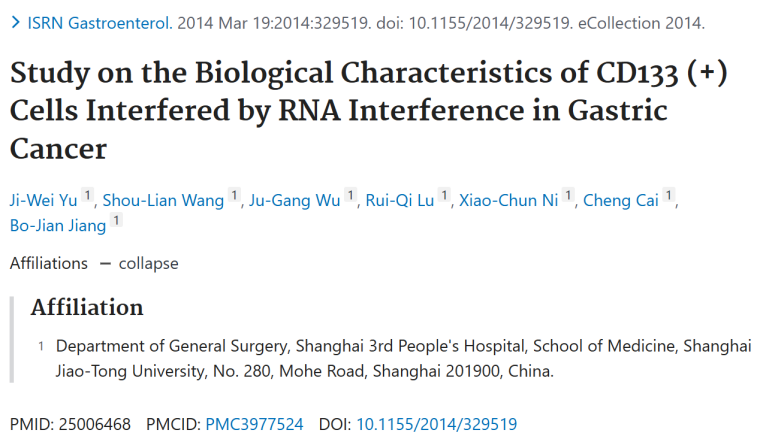 > ISRN Gastroenterol. 2014 Mar 19:2014:329519. doi: 10.1155/2014/329519. eCollection 2014.
Study on the Biological Characteristics of CD133 (+)
Cells Interfered by RNA Interference in Gastric
Cancer
Ji-Wei Yu 1, Shou-Lian Wang 1, Ju-Gang Wu 1, Rui-Qi Lu 1, Xiao-Chun Ni 1, Cheng Cai 1,
Bo-Jian Jiang 1
Affiliations — collapse
Affiliation
1 Department of General Surgery, Shanghai 3rd People's Hospital, School of Medicine, Shanghai
Jiao-Tong University, No. 280, Mohe Road, Shanghai 201900, China.
PMID: 25006468 PMCID: PMC3977524 DOI: 10.1155/2014/329519